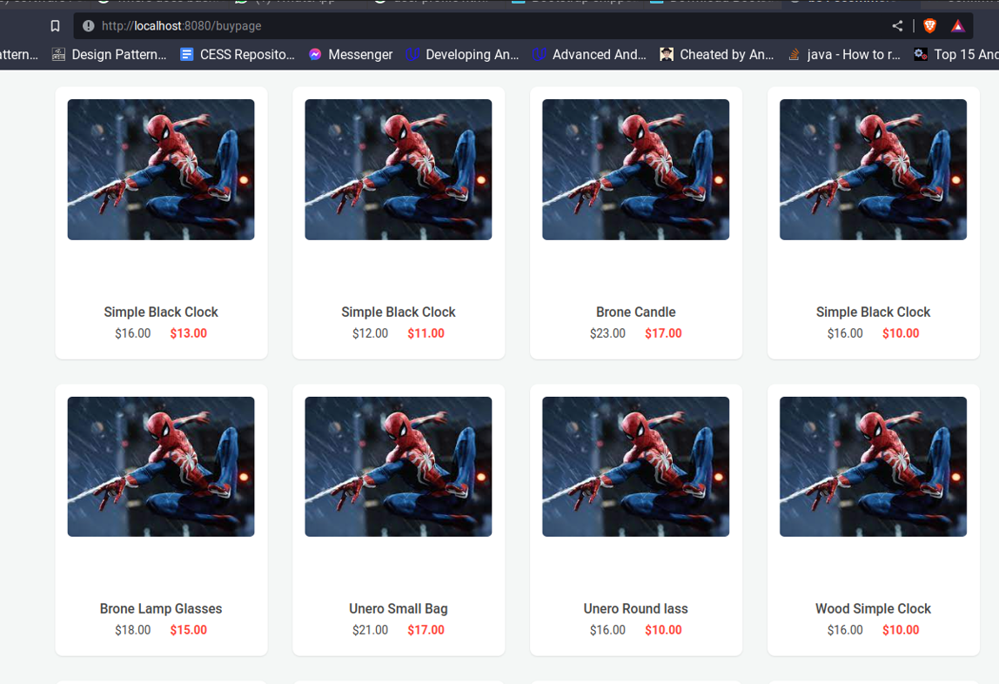 http://localhost:8080/buypage
attern... Design Pattern... CESS Reposito... Messenger Developing An... Advanced And... Cheated by An... java - How to r... Top 15 And
Simple Black Clock Simple Black Clock Brone Candle Simple Black Clock
$16.00 $13.00 $12.00 $11.00 $23.00 $17.00 $16.00 $10.00
Brone Lamp Glasses Unero Small Bag Unero Round lass Wood Simple Clock
$18.00 $15.00 $21.00 $17.00 $16.00 $10.00 $16.00 $10.00